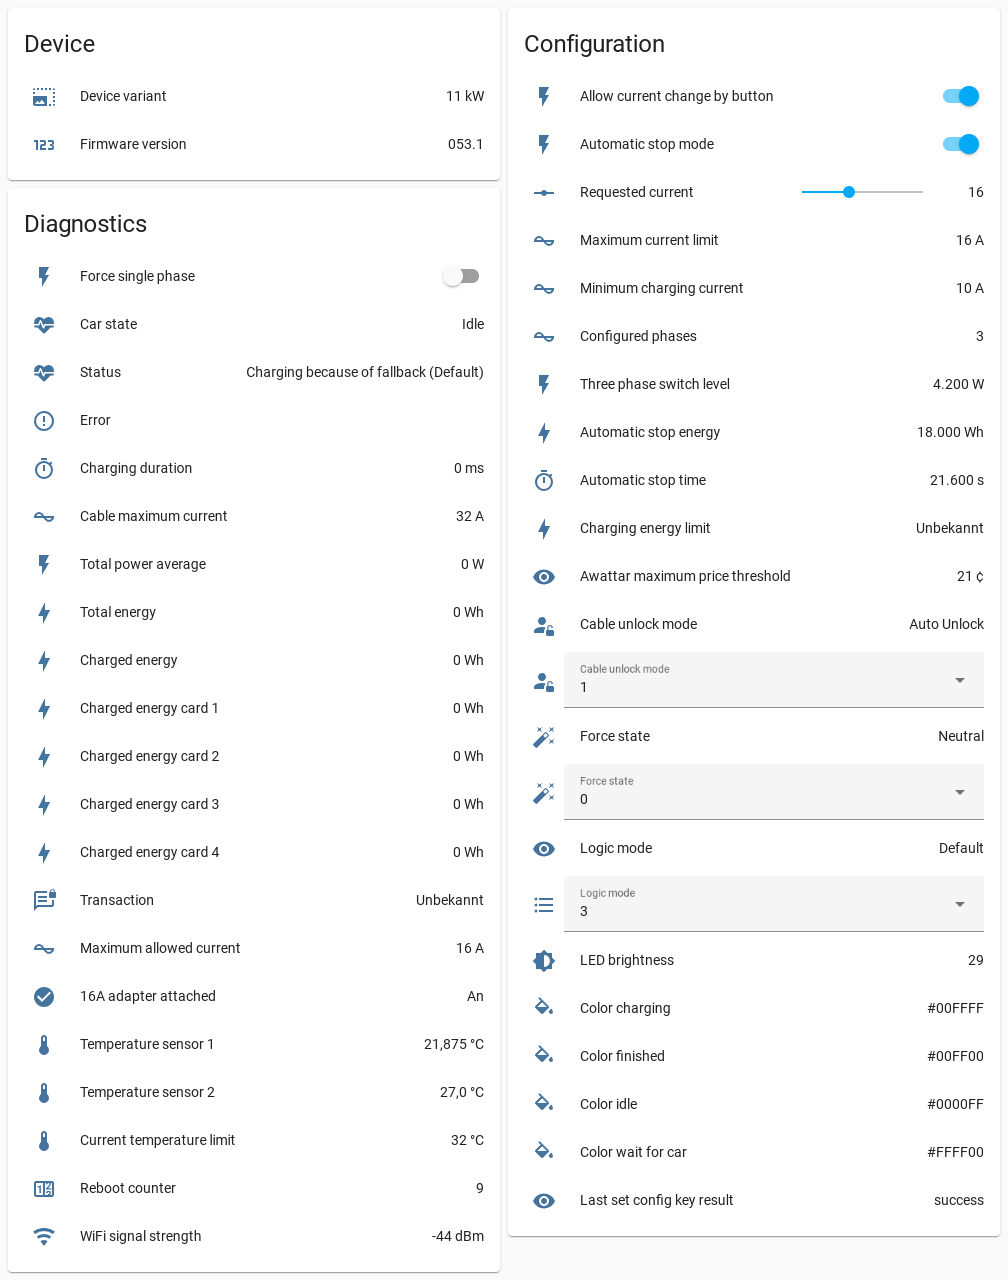 Device
Device variant 11 kW
123 Firmware version 053.1
Diagnostics
Force single phase
Car state Idle
Status Charging because of fallback (Default)
Error
Charging duration 0 ms
Cable maximum current 32 A
Total power average 0 W
Total energy 0 Wh
Charged energy 0 Wh
Charged energy card 1 0 Wh
Charged energy card 2 0 Wh
Charged energy card 3 0 Wh
Charged energy card 4 0 Wh
Transaction Unbekannt
Maximum allowed current 16 A
16A adapter attached An
Temperature sensor 1 21,875 °C
Temperature sensor 2 27,0 °C
Current temperature limit 32 °C
Reboot counter 9
WiFi signal strength -44 dBm
Configuration
Allow current change by button
Automatic stop mode
Requested current 16
Maximum current limit 16 A
Minimum charging current 10 A
Configured phases 3
Three phase switch level 4.200 W
Automatic stop energy 18.000 Wh
Automatic stop time 21.600 s
Charging energy limit Unbekannt
Awattar maximum price threshold 21 ¢
Cable unlock mode Auto Unlock
Cable unlock mode
1
Force state Neutral
Force state
0
Logic mode Default
Logic mode
3
LED brightness 29
Color charging #00FFFF
Color finished #00FF00
Color idle #0000FF
Color wait for car #FFFF00
Last set config key result success